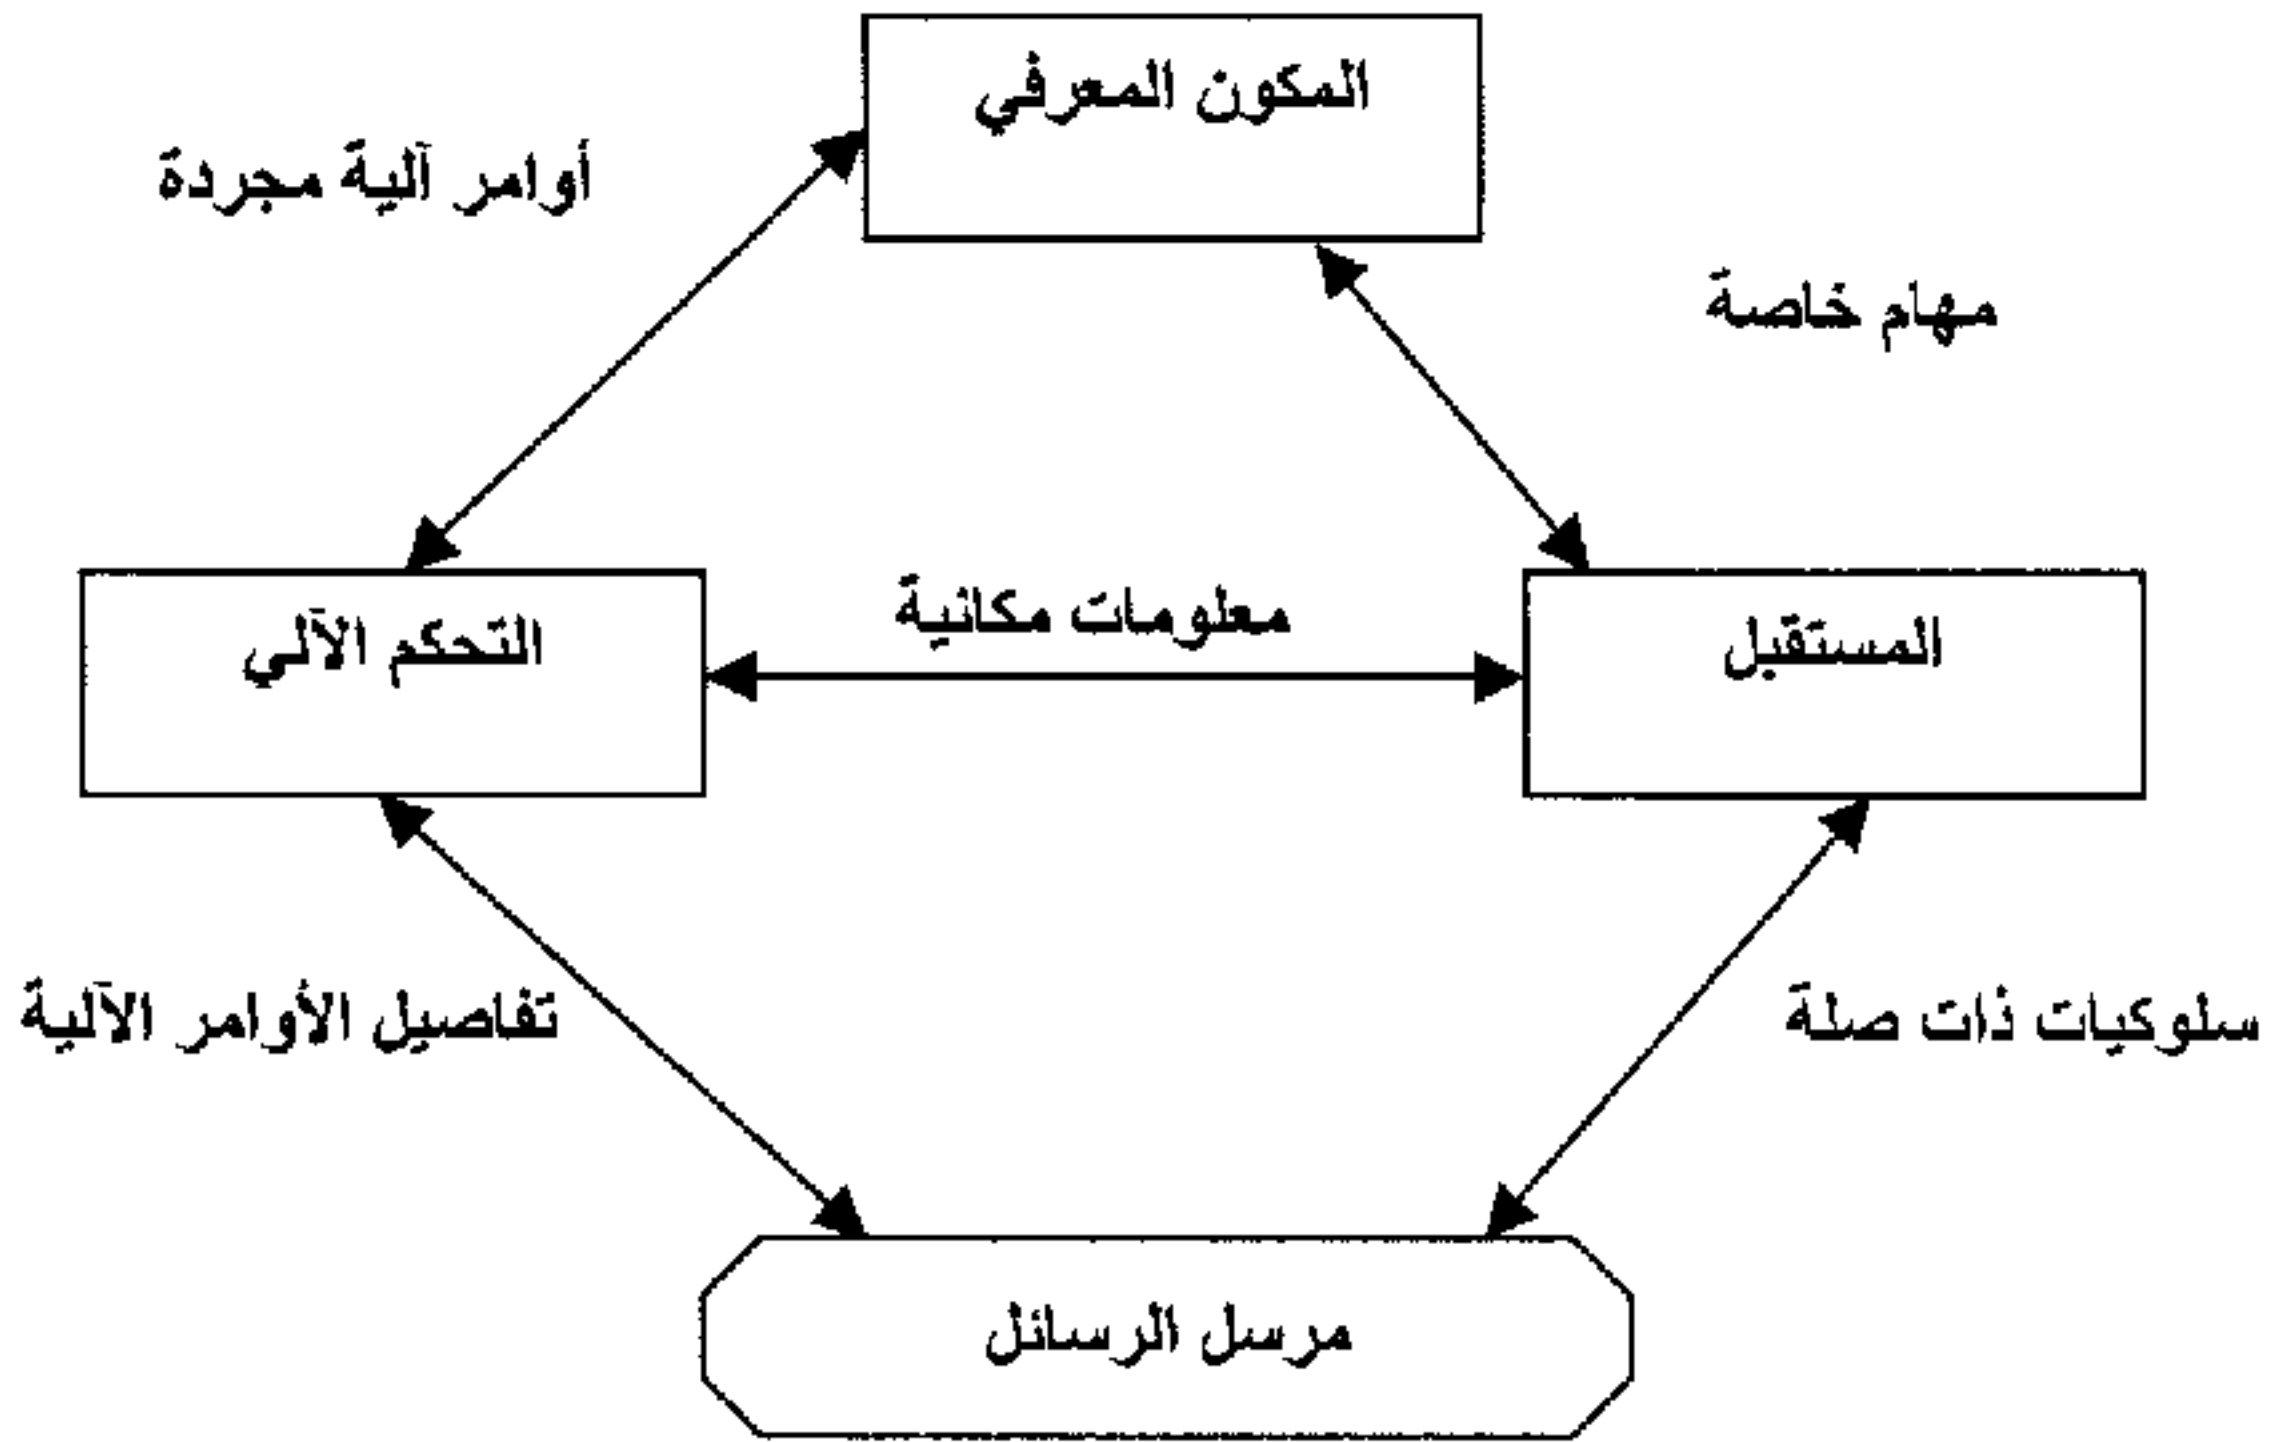 المكون المعرفي
أوامر آلية مجردة
مهام خاصة
معلومات مكانية
المستقبل
التحكم الآلي
سلوكيات ذات صلة
تفاصيل الأوامر الآلية
مرسل الرسائل